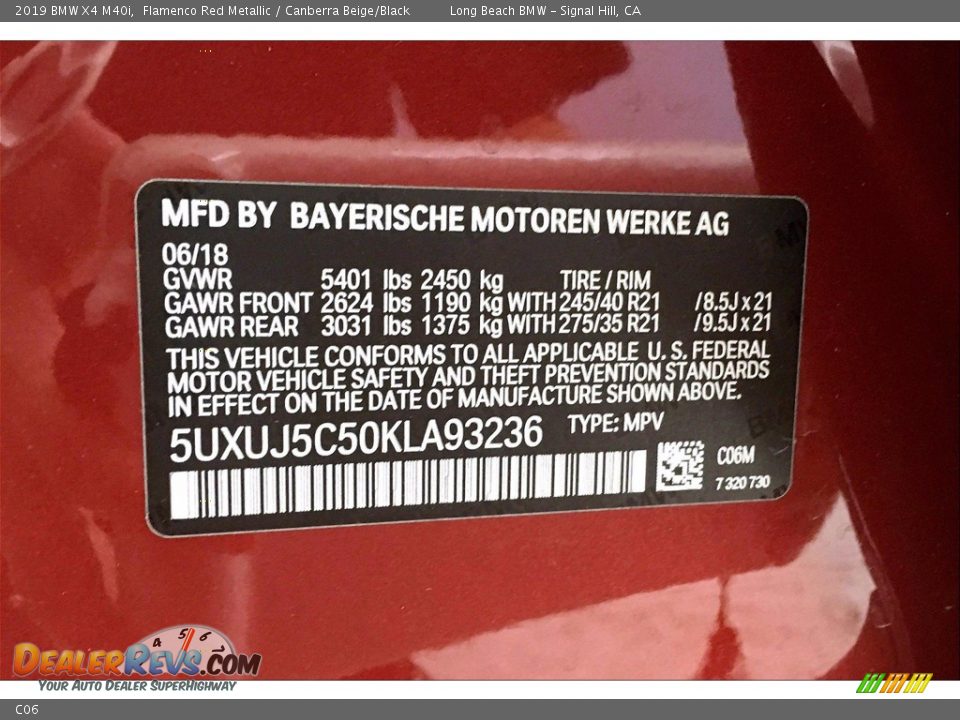 2019 BMW X4 M40i, Flamenco Red Metallic / Canberra Beige/Black Long Beach BMW - Signal Hill, CA
MFD BY BAYERISCHE MOTOREN WERKE AG
06/18
GVWR 5401 lbs 2450 kg TIRE / RIM
GAWR FRONT 2624 lbs 1190 kg WITH 245/40 R21 /8.5J x 21
GAWR REAR 3031 lbs 1375 kg WITH 275/35 R21 /9.5J x 21
THIS VEHICLE CONFORMS TO ALL APPLICABLE U. S. FEDERAL
MOTOR VEHICLE SAFETY AND THEFT PREVENTION STANDARDS
IN EFFECT ON THE DATE OF MANUFACTURE SHOWN ABOVE.
5UXUJ5C50KLA93236 TYPE: MPV
C06M
7 320 730
4 5 6
DEALERREVS.COM
YOUR AUTO DEALER SUPERHIGHWAY
C06